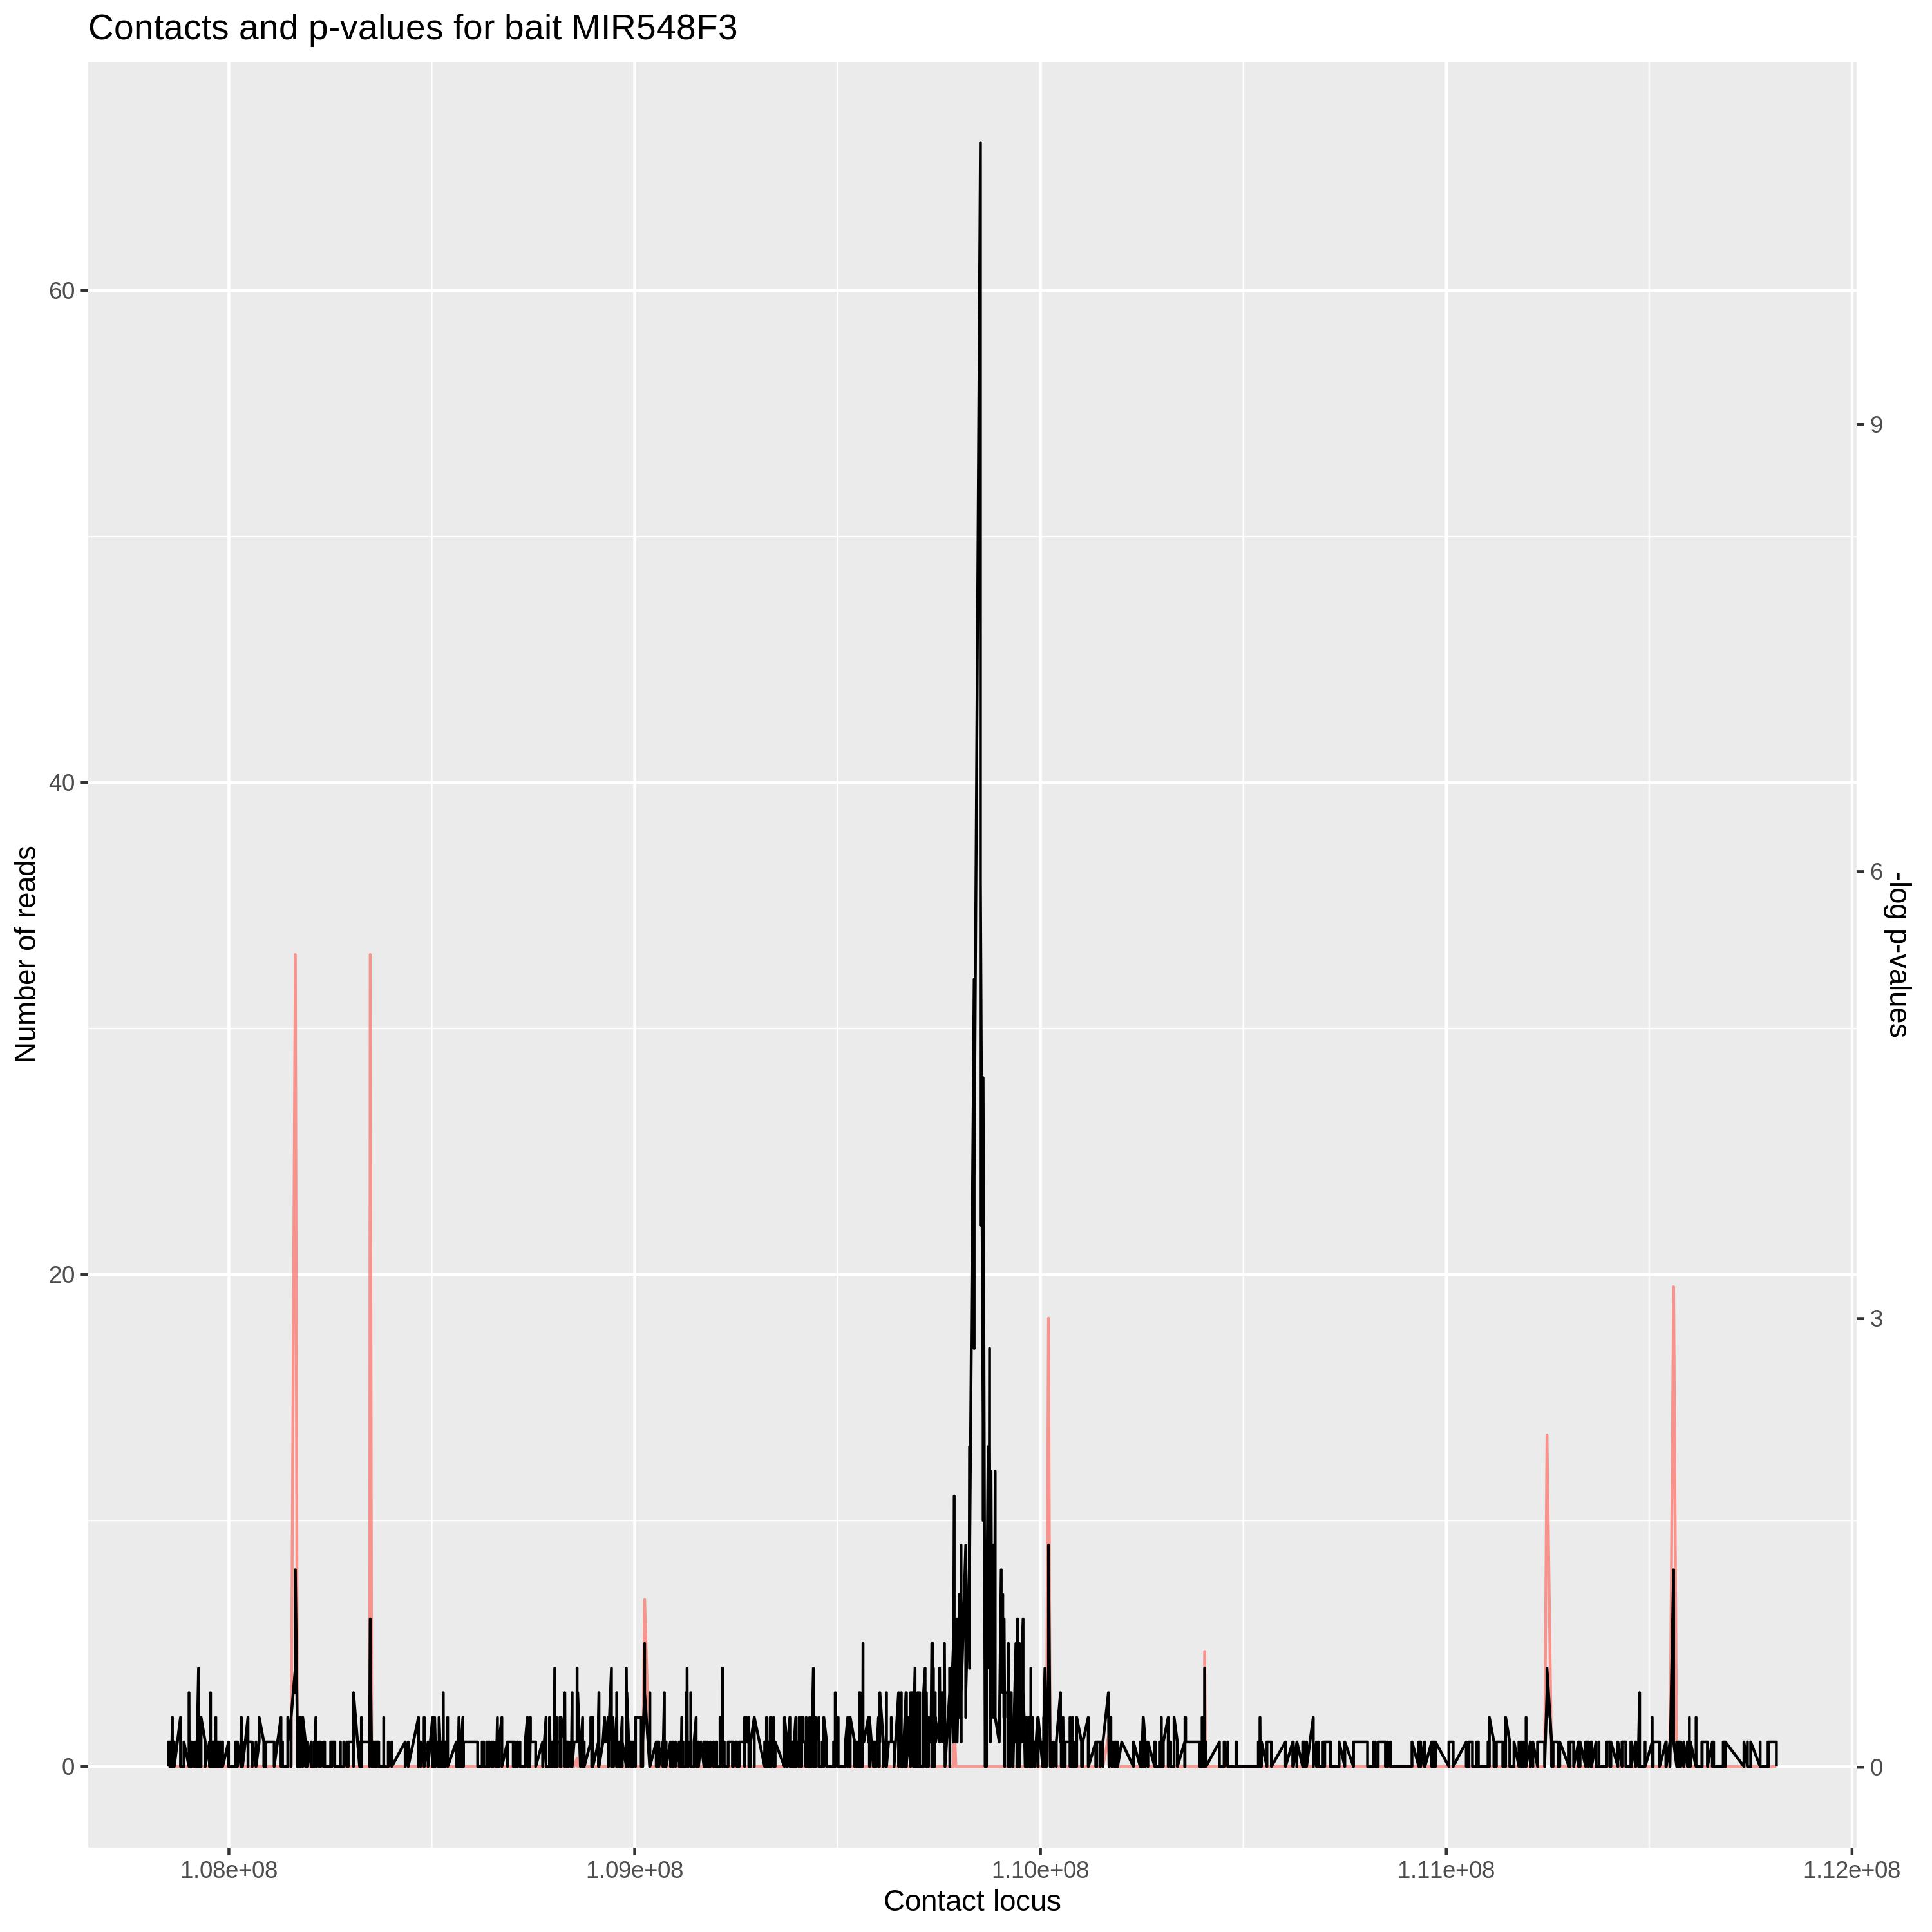 Contacts and p-values for bait MIR548F3
60
40
20
0
9
6
3
0
Number of reads
-log p-values
1.08e+08
1.09e+08
1.10e+08
1.11e+08
1.12e+08
Contact locus